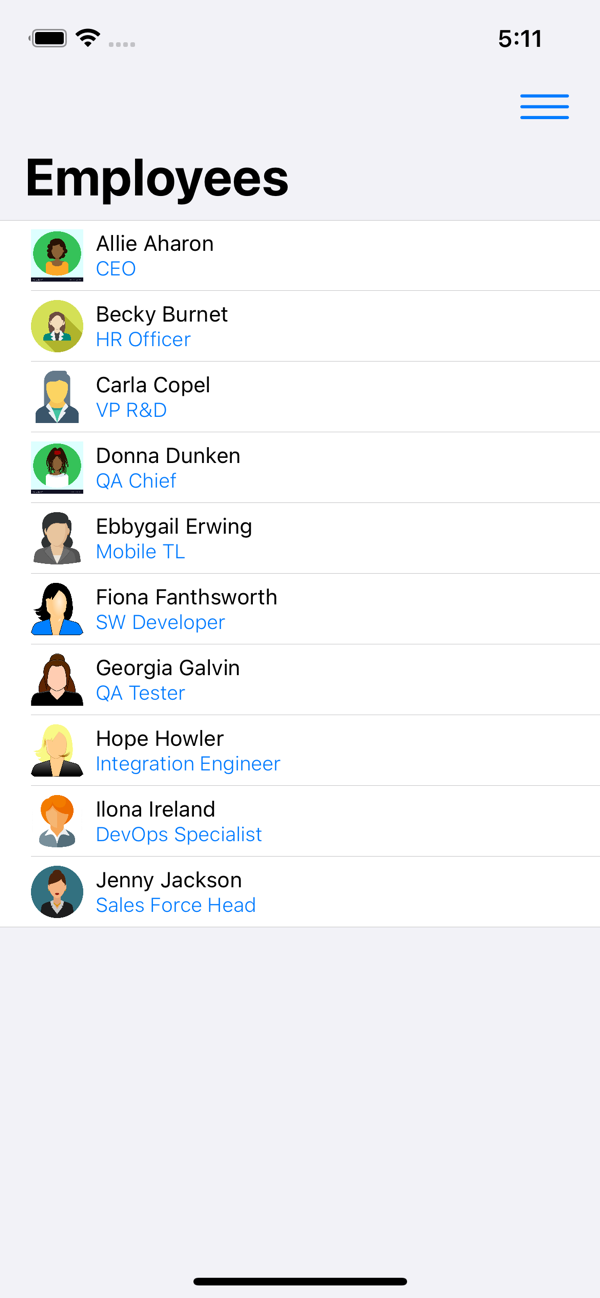 5:11
Employees
Allie Aharon
CEO
Becky Burnet
HR Officer
Carla Copel
VP R&D
Donna Dunken
QA Chief
Ebbygail Erwing
Mobile TL
Fiona Fanthsworth
SW Developer
Georgia Galvin
QA Tester
Hope Howler
Integration Engineer
Ilona Ireland
DevOps Specialist
Jenny Jackson
Sales Force Head